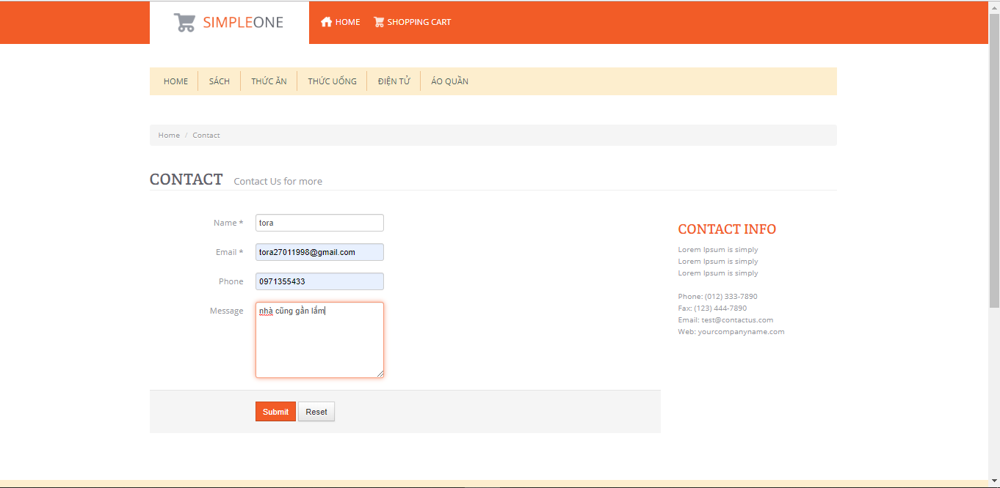 SIMPLEONE HOME SHOPPING CART
HOME SÁCH THỨC ĂN THỨC UỐNG ĐIỆN TỬ ÁO QUẦN
Home / Contact
CONTACT Contact Us for more
Name * tora
Email * tora27011998@gmail.com
Phone 0971355433
Message nhà cũng gần lắm
Submit Reset
CONTACT INFO
Lorem Ipsum is simply
Lorem Ipsum is simply
Lorem Ipsum is simply
Phone: (012) 333-7890
Fax: (123) 444-7890
Email: test@contactus.com
Web: yourcompanyname.com